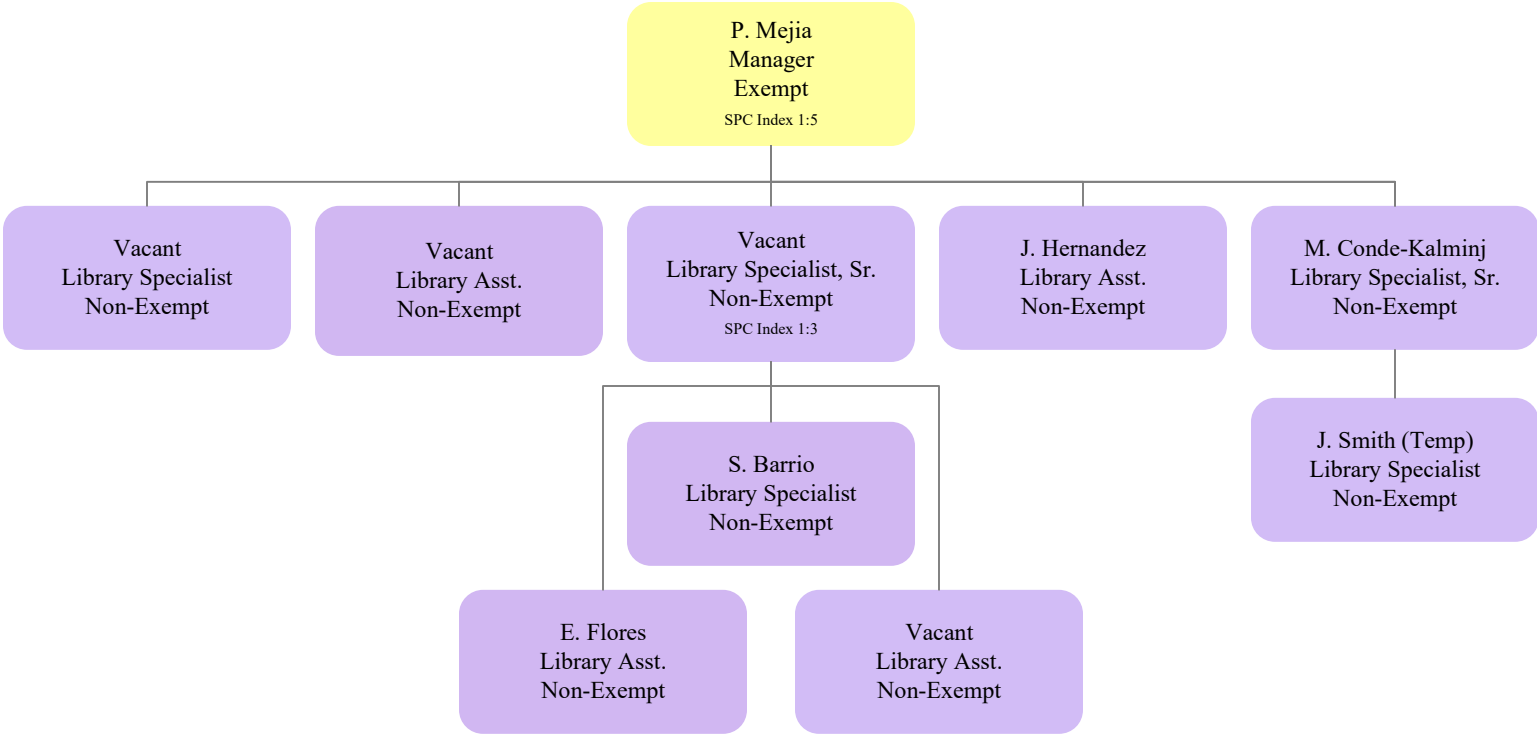 P. Mejia
Manager
Exempt
SPC Index 1:5
Vacant
Library Specialist
Non-Exempt
Vacant
Library Asst.
Non-Exempt
Vacant
Library Specialist, Sr.
Non-Exempt
SPC Index 1:3
J. Hernandez
Library Asst.
Non-Exempt
M. Conde-Kalminj
Library Specialist, Sr.
Non-Exempt
S. Barrio
Library Specialist
Non-Exempt
J. Smith (Temp)
Library Specialist
Non-Exempt
E. Flores
Library Asst.
Non-Exempt
Vacant
Library Asst.
Non-Exempt